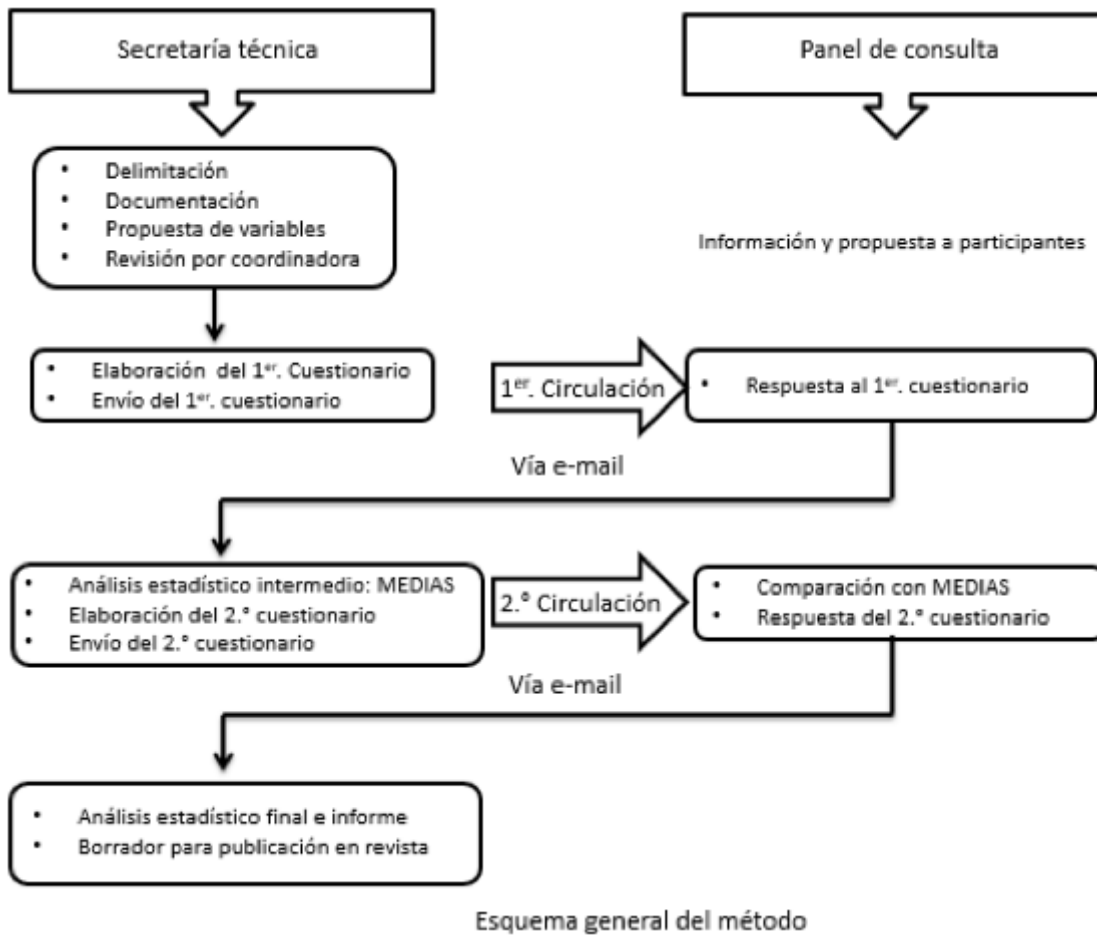 Secretaría técnica
Panel de consulta
• Delimitación
• Documentación
• Propuesta de variables
• Revisión por coordinadora
Información y propuesta a participantes
• Elaboración del 1er. Cuestionario
• Envío del 1er. cuestionario
1er. Circulación
• Respuesta al 1er. cuestionario
Vía e-mail
• Análisis estadístico intermedio: MEDIAS
• Elaboración del 2.° cuestionario
• Envío del 2.° cuestionario
2.ª Circulación
• Comparación con MEDIAS
• Respuesta del 2.° cuestionario
Vía e-mail
• Análisis estadístico final e informe
• Borrador para publicación en revista
Esquema general del método